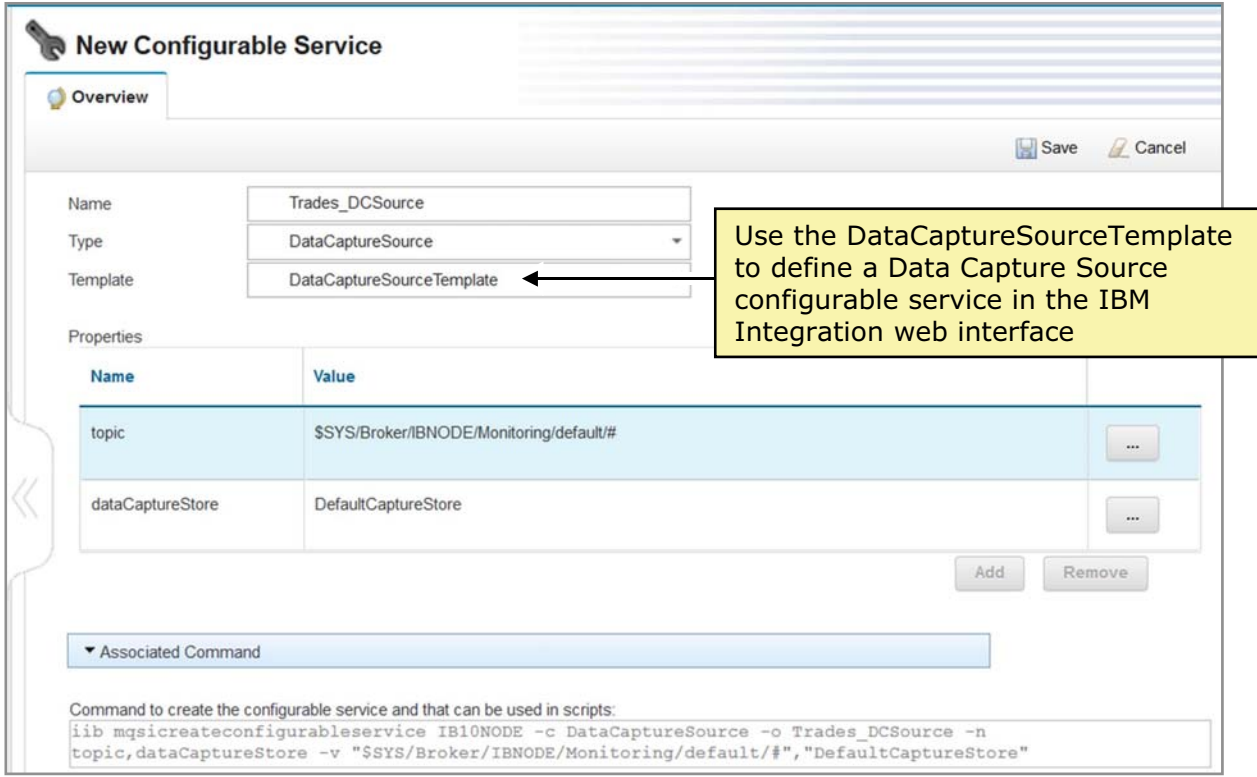 New Configurable Service
Overview
Save Cancel
Name Trades_DCSource
Type DataCaptureSource
Template DataCaptureSourceTemplate
Use the DataCaptureSourceTemplate
to define a Data Capture Source
configurable service in the IBM
Integration web interface
Properties
Name Value
topic $SYS/Broker/IBNODE/Monitoring/default/# ...
dataCaptureStore DefaultCaptureStore ...
Add Remove
Associated Command
Command to create the configurable service and that can be used in scripts:
iib mqsicreateconfigurableservice IB10NODE -c DataCaptureSource -o Trades_DCSource -n
topic,dataCaptureStore -v "$SYS/Broker/IBNODE/Monitoring/default/#","DefaultCaptureStore"